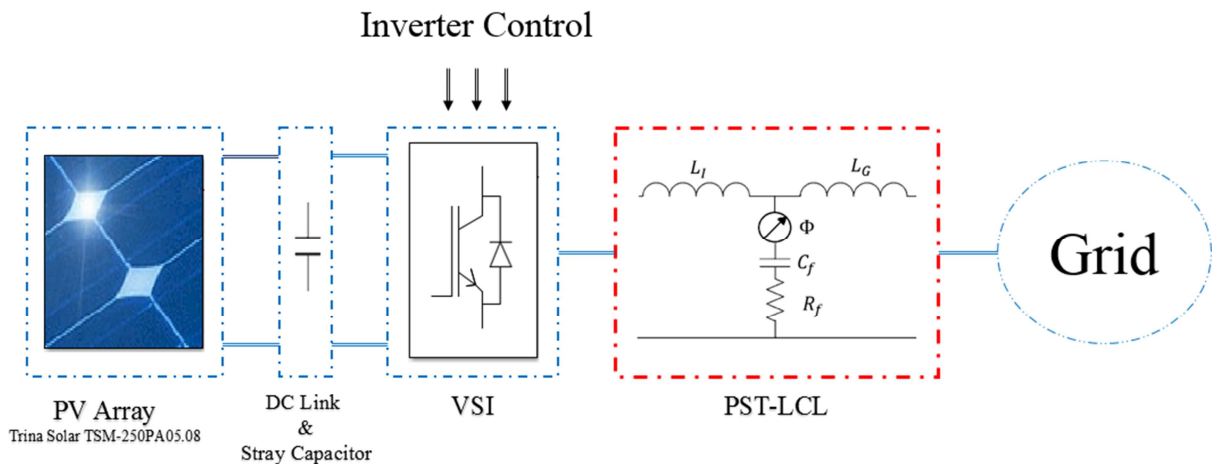 Inverter Control
L_I
L_G
Φ
C_f
R_f
Grid
PV Array
Trina Solar TSM-250PA05.08
DC Link
&
Stray Capacitor
VSI
PST-LCL